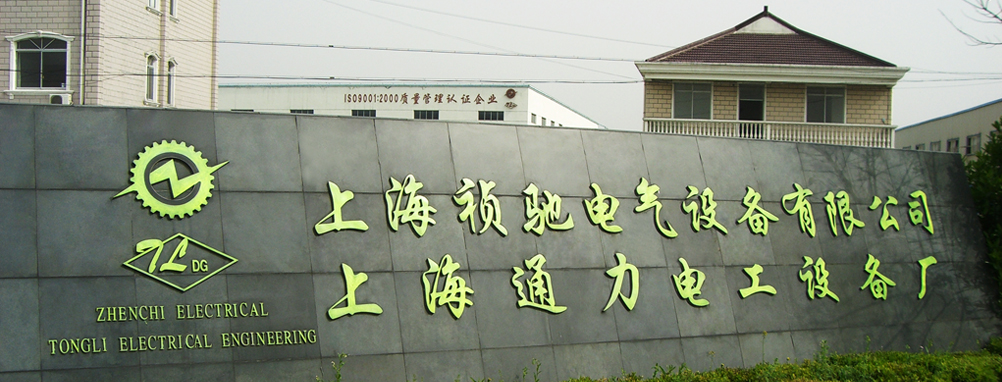 ISO9001:2000质量管理认证企业
上海祯驰电气设备有限公司
上海通力电工设备厂
TL DG
ZHENCHI ELECTRICAL
TONGLI ELECTRICAL ENGINEERING